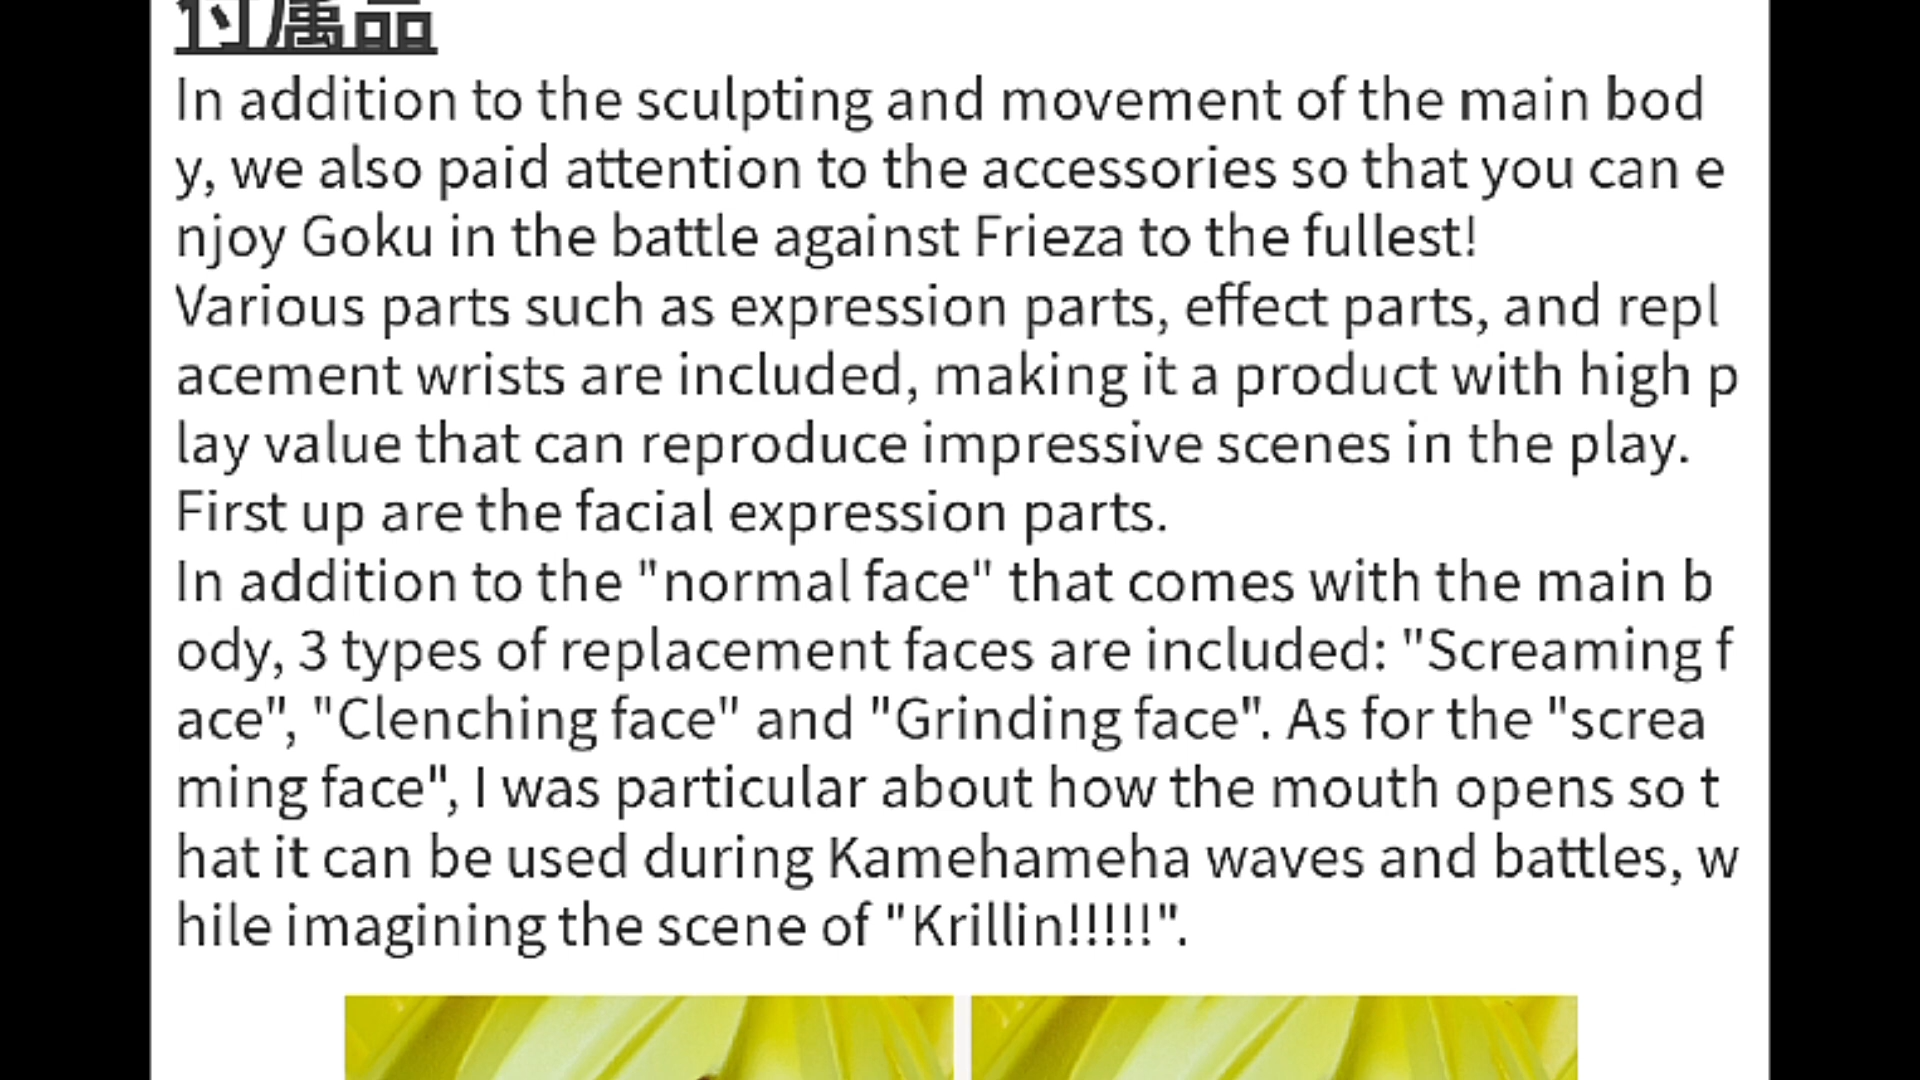 付属品
In addition to the sculpting and movement of the main bod
y, we also paid attention to the accessories so that you can e
njoy Goku in the battle against Frieza to the fullest!
Various parts such as expression parts, effect parts, and repl
acement wrists are included, making it a product with high p
lay value that can reproduce impressive scenes in the play.
First up are the facial expression parts.
In addition to the "normal face" that comes with the main b
ody, 3 types of replacement faces are included: "Screaming f
ace", "Clenching face" and "Grinding face". As for the "screa
ming face", I was particular about how the mouth opens so t
hat it can be used during Kamehameha waves and battles, w
hile imagining the scene of "Krillin!!!!!".